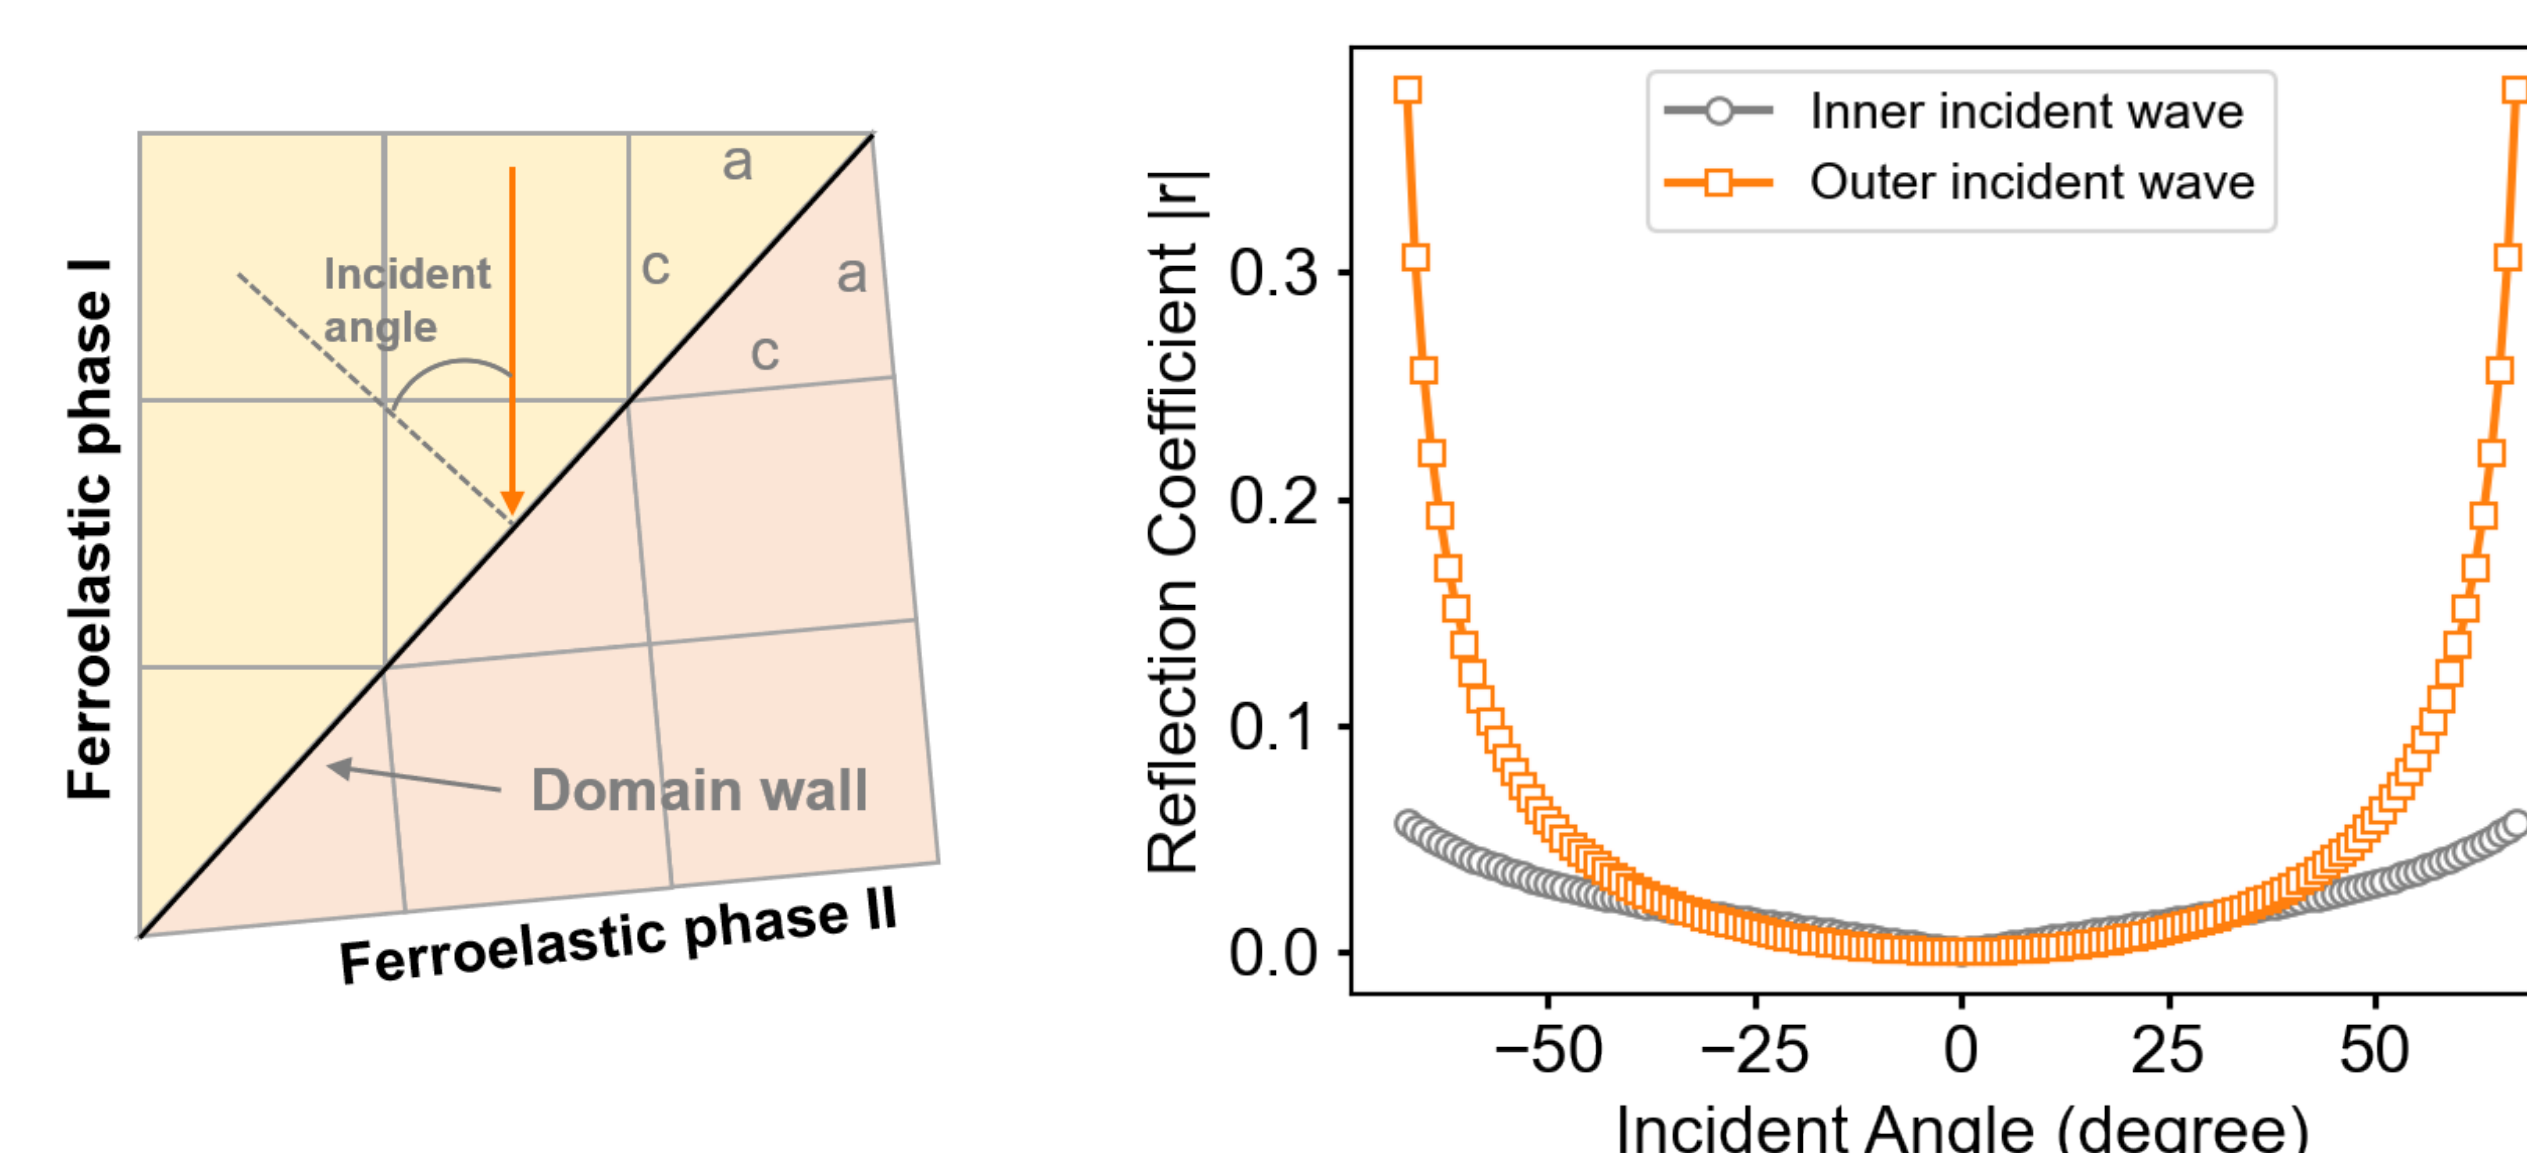 Ferroelastic phase I
a
Incident
angle
c
a
c
Domain wall
Ferroelastic phase II
Reflection Coefficient |r|
Inner incident wave
Outer incident wave
0.3
0.2
0.1
0.0
−50 −25 0 25 50
Incident Angle (degree)